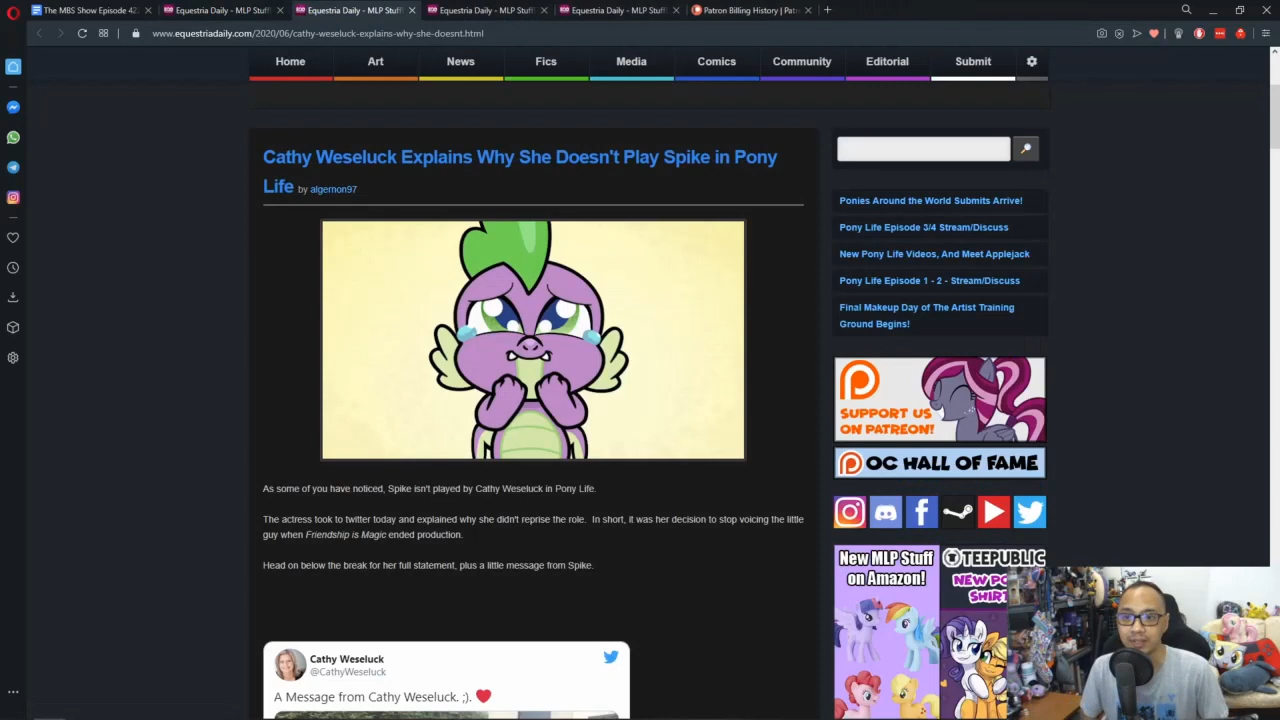 The MBS Show Episode 42
Equestria Daily - MLP Stuff!
Equestria Daily - MLP Stuff!
Equestria Daily - MLP Stuff!
Equestria Daily - MLP Stuff!
Patron Billing History | Pat
www.equestriadaily.com/2020/06/cathy-weseluck-explains-why-she-doesnt.html
Home
Art
News
Fics
Media
Comics
Community
Editorial
Submit
Cathy Weseluck Explains Why She Doesn't Play Spike in Pony
Life by algernon97
Ponies Around the World Submits Arrive!
Pony Life Episode 3/4 Stream/Discuss
New Pony Life Videos, And Meet Applejack
Pony Life Episode 1 - 2 - Stream/Discuss
Final Makeup Day of The Artist Training
Ground Begins!
SUPPORT US
ON PATREON!
OC HALL OF FAME
As some of you have noticed, Spike isn't played by Cathy Weseluck in Pony Life.
The actress took to twitter today and explained why she didn't reprise the role. In short, it was her decision to stop voicing the little
guy when Friendship is Magic ended production.
Head on below the break for her full statement, plus a little message from Spike.
New MLP Stuff
on Amazon!
TEEPUBLIC
NEW PO
SHIRT
Cathy Weseluck
@CathyWeseluck
A Message from Cathy Weseluck. ;). ❤